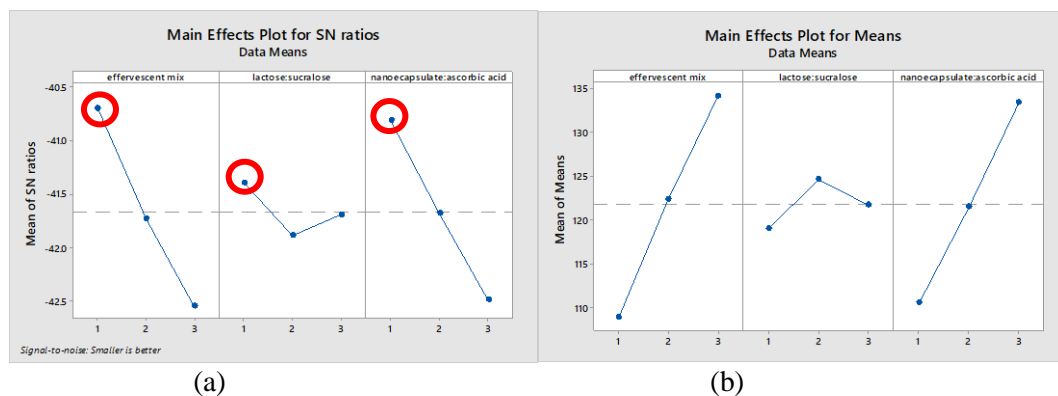 Main Effects Plot for SN ratios
Data Means
effervescent mix lactose:sucralose nanoecapsulate:ascorbic acid
Mean of SN ratios
-40.5
-41.0
-41.5
-42.0
-42.5
1 2 3 1 2 3 1 2 3
Signal-to-noise: Smaller is better
(a)
Main Effects Plot for Means
Data Means
effervescent mix lactose:sucralose nanoecapsulate:ascorbic acid
Mean of Means
135
130
125
120
115
110
1 2 3 1 2 3 1 2 3
(b)